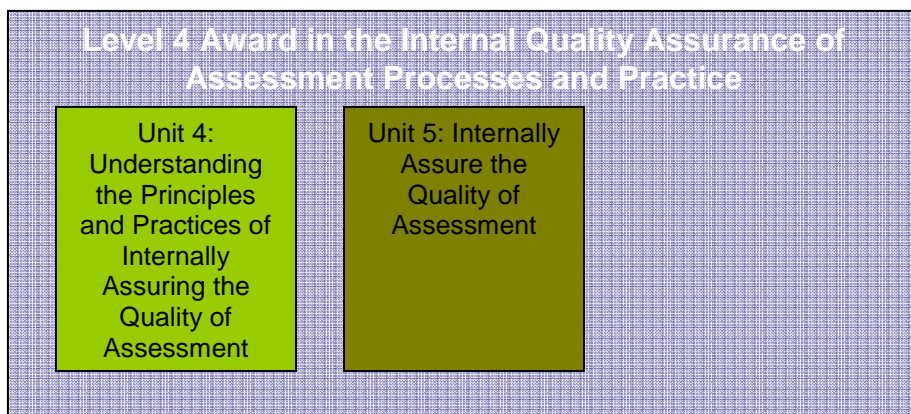 Level 4 Award in the Internal Quality Assurance of
Assessment Processes and Practice
Unit 4:
Understanding
the Principles
and Practices of
Internally
Assuring the
Quality of
Assessment
Unit 5: Internally
Assure the
Quality of
Assessment